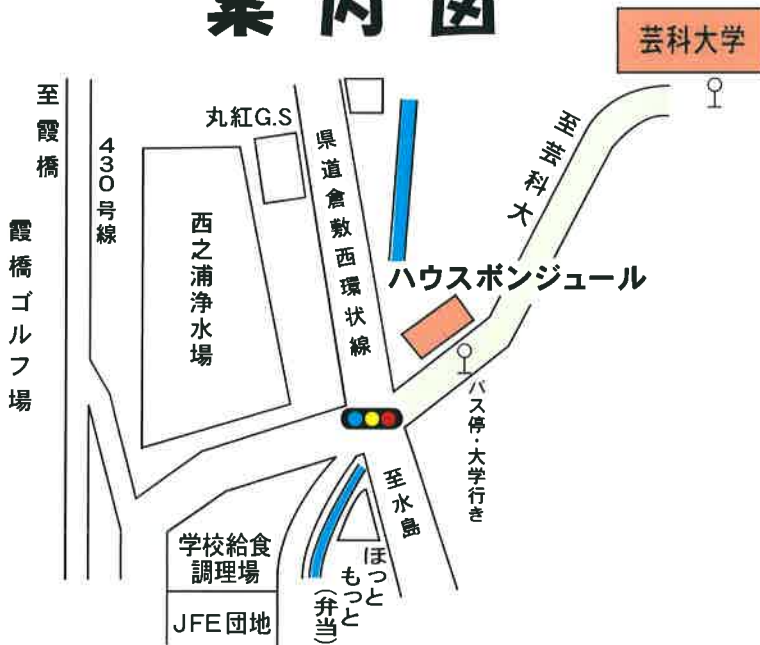 案内図
芸科大学
至霞橋
430号線
丸紅G.S
県道倉敷西環状線
至芸科大
霞橋ゴルフ場
西之浦浄水場
ハウスボンジュール
バス停・大学行き
至水島
学校給食
調理場
ほっと
もっと
(弁当)
JFE団地